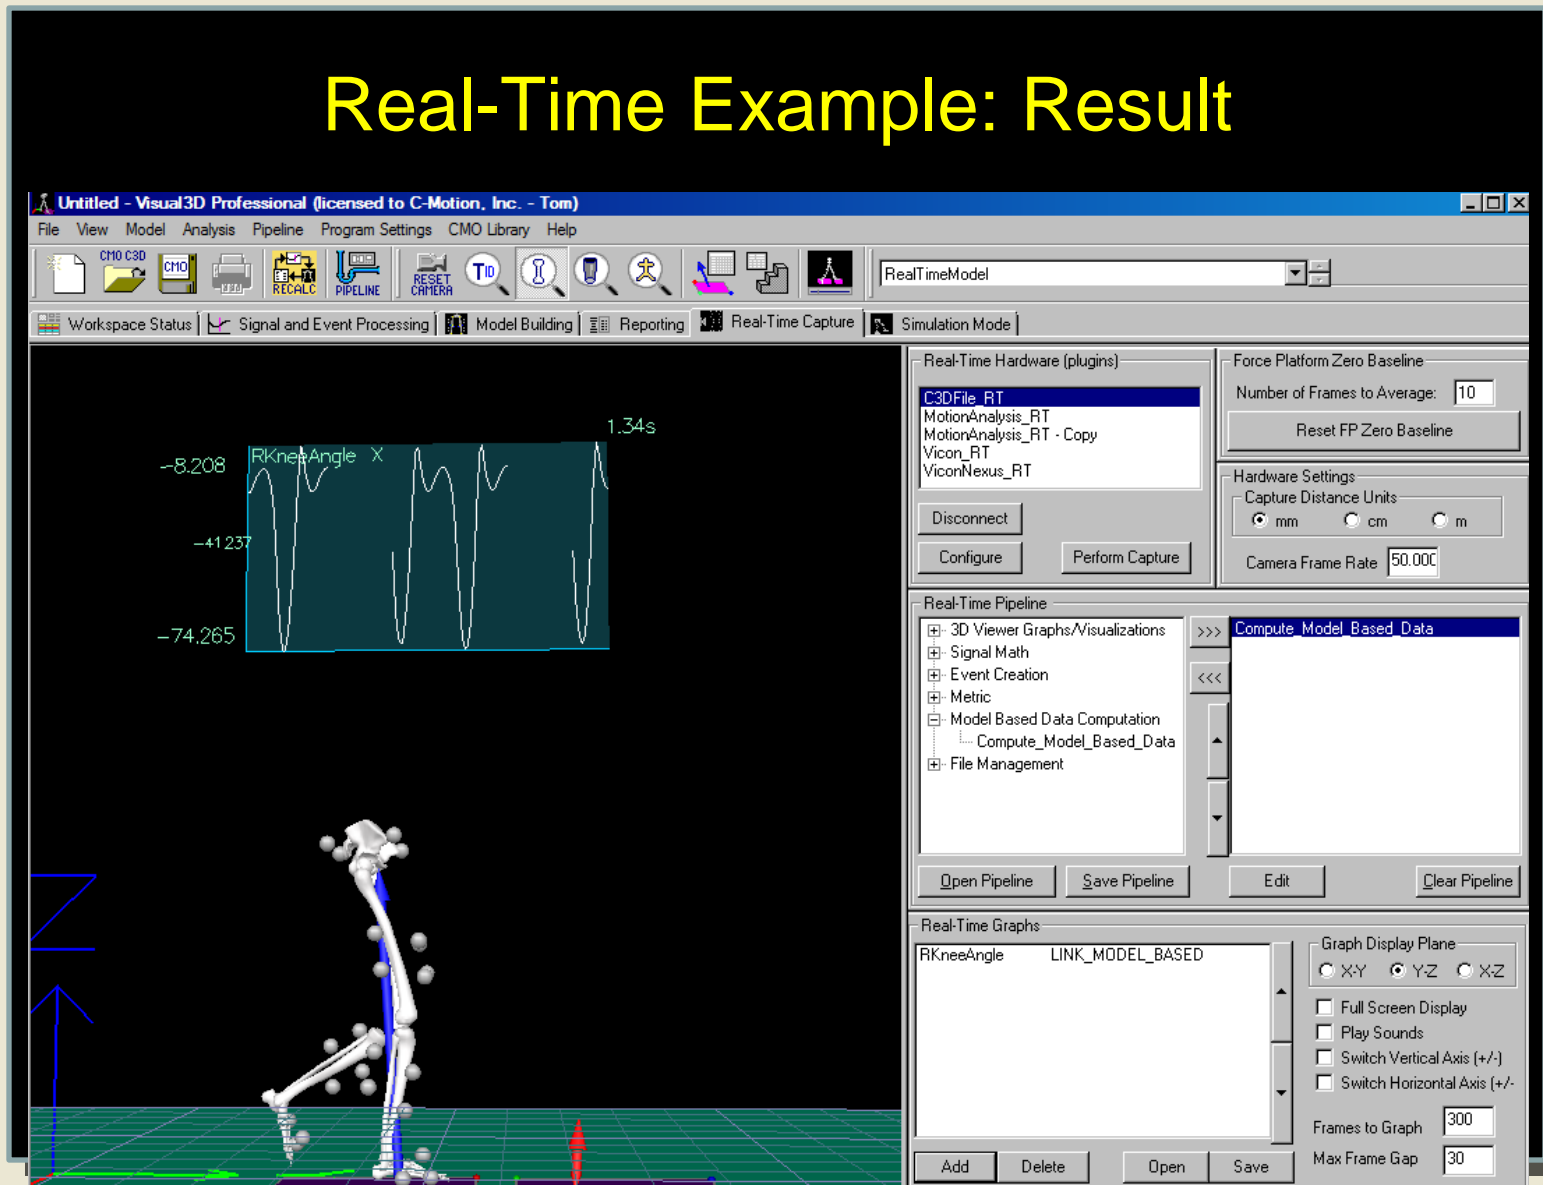 Real-Time Example: Result
Untitled - Visual3D Professional (licensed to C-Motion, Inc. - Tom)
File View Model Analysis Pipeline Program Settings CMO Library Help
CMO C3D
CMO
RECALC
PIPELINE
RESET CAMERA
TID
RealTimeModel
Workspace Status Signal and Event Processing Model Building Reporting Real-Time Capture Simulation Mode
1.34s
RKneeAngle X
-8.208
-41.237
-74.265
Real-Time Hardware (plugins)
C3DFile_RT
MotionAnalysis_RT
MotionAnalysis_RT - Copy
Vicon_RT
ViconNexus_RT
Disconnect
Configure Perform Capture
Force Platform Zero Baseline
Number of Frames to Average: 10
Reset FP Zero Baseline
Hardware Settings
Capture Distance Units
mm cm m
Camera Frame Rate 50.000
Real-Time Pipeline
3D Viewer Graphs/Visualizations
Signal Math
Event Creation
Metric
Model Based Data Computation
Compute_Model_Based_Data
File Management
>>>
<<<
Compute_Model_Based_Data
Open Pipeline Save Pipeline Edit Clear Pipeline
Real-Time Graphs
RKneeAngle LINK_MODEL_BASED
Graph Display Plane
X-Y Y-Z X-Z
Full Screen Display
Play Sounds
Switch Vertical Axis (+/-)
Switch Horizontal Axis (+/-
Frames to Graph 300
Max Frame Gap 30
Add Delete Open Save